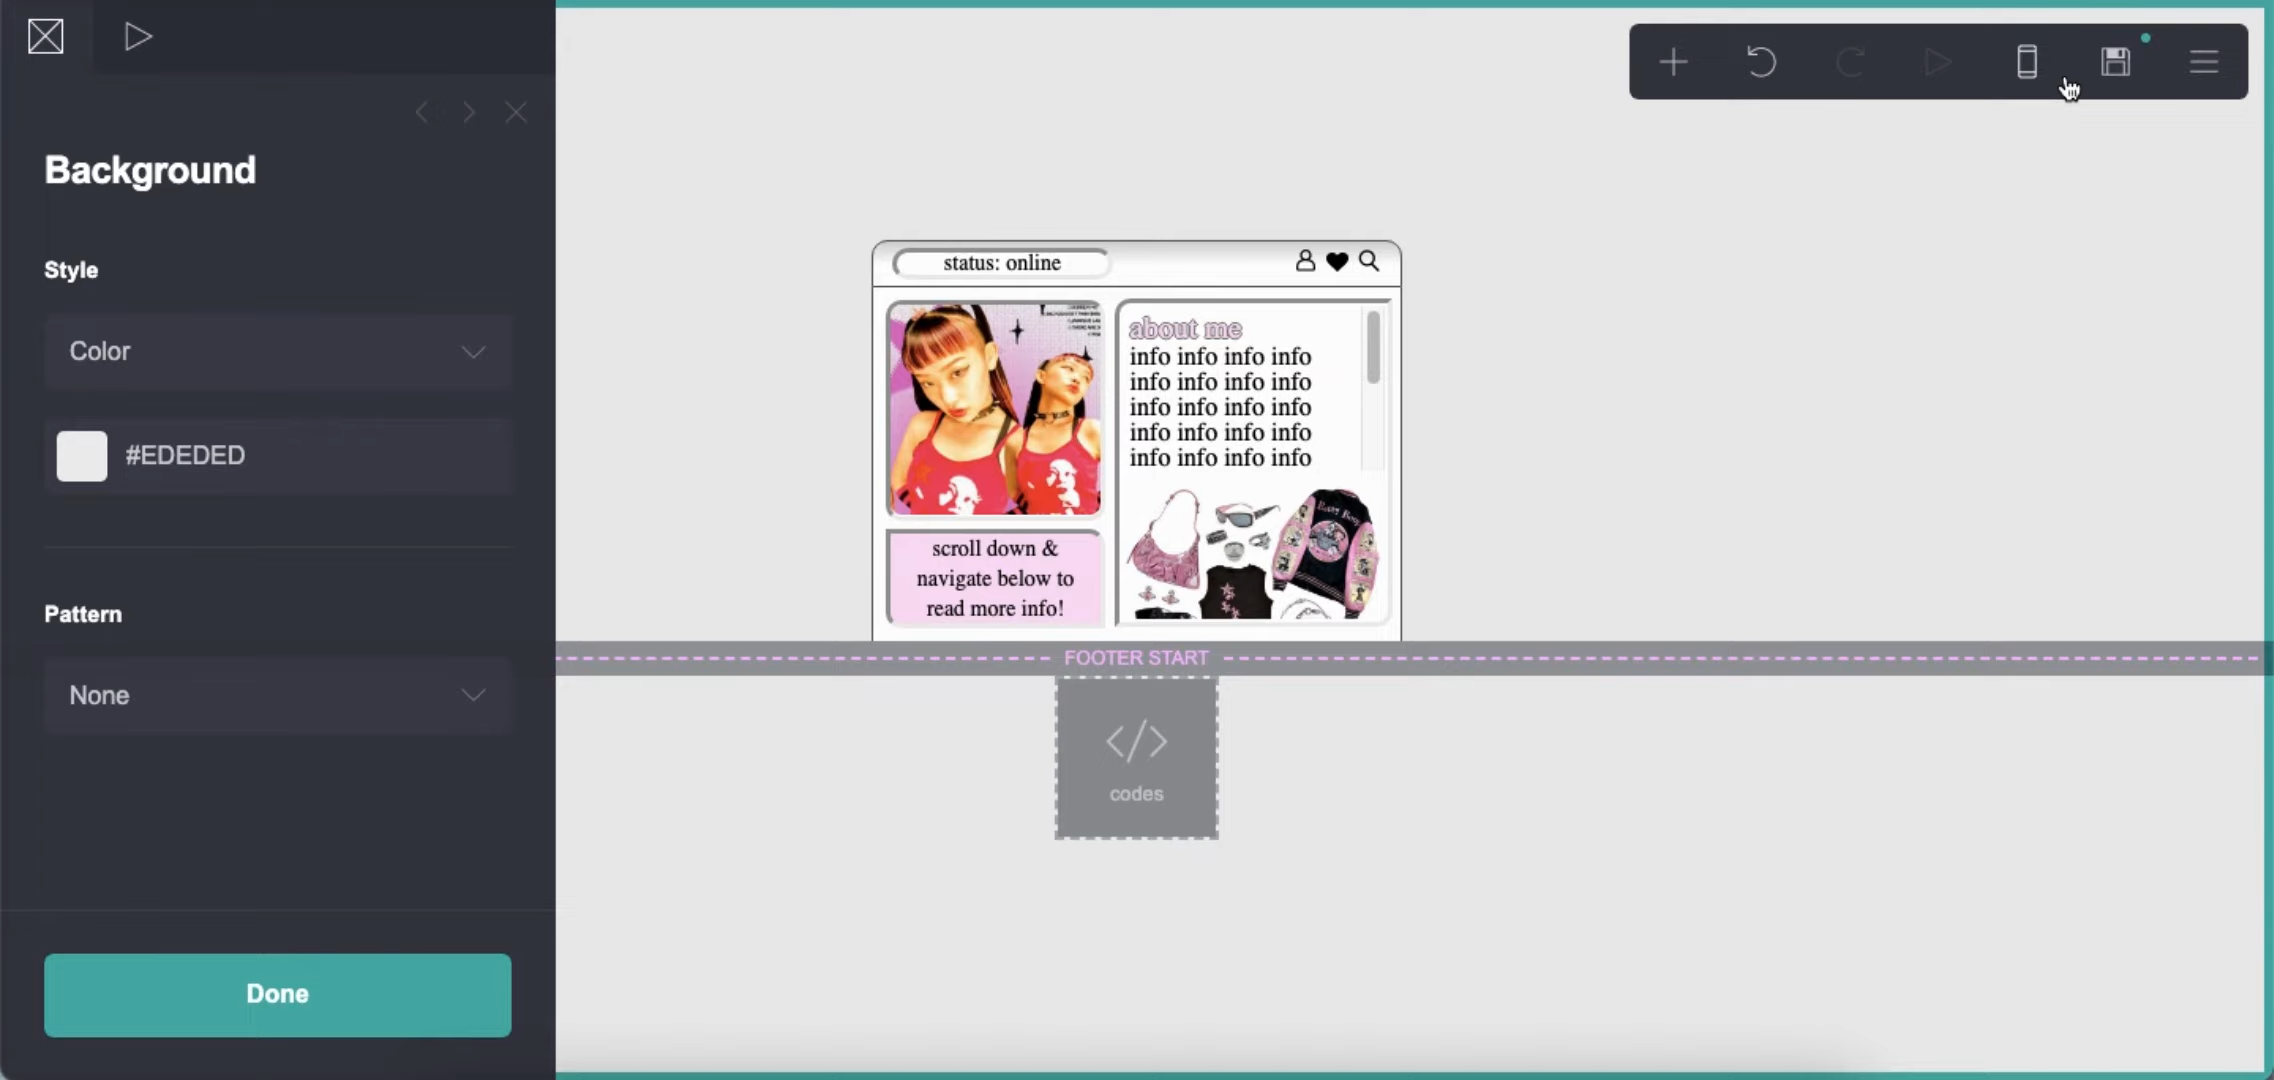 Background
Style
Color
#EDEDED
Pattern
None
Done
status: online
about me
info info info info
info info info info
info info info info
info info info info
info info info info
scroll down &
navigate below to
read more info!
FOOTER START
</>
codes